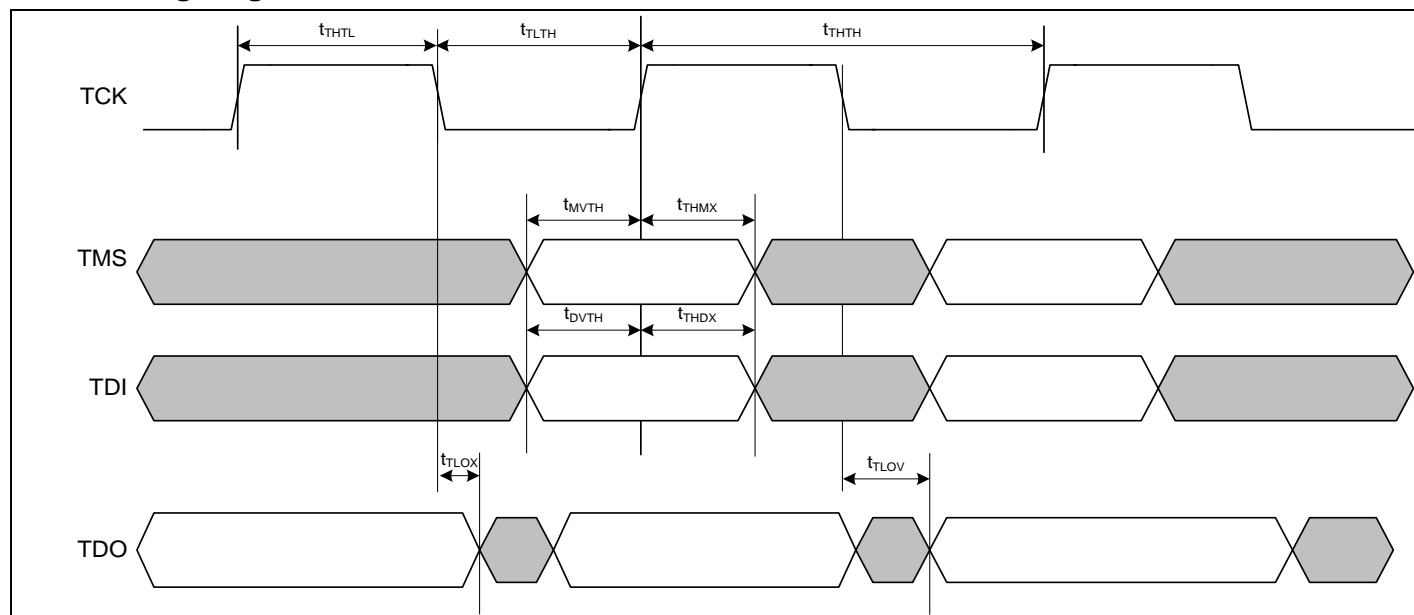 tTHTL tTLTH tTHTH
TCK
tMVTH tTHMX
TMS
tDVTH tTHDX
TDI
tTLOX tTLOV
TDO